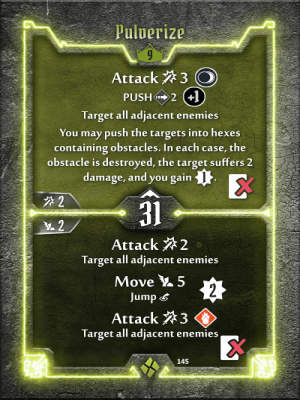 Pulverize
9
Attack 3
PUSH 2 +1
Target all adjacent enemies
You may push the targets into hexes
containing obstacles. In each case, the
obstacle is destroyed, the target suffers 2
damage, and you gain 1.
2
31
2
Attack 2
Target all adjacent enemies
Move 5
Jump
2
Attack 3
Target all adjacent enemies
145